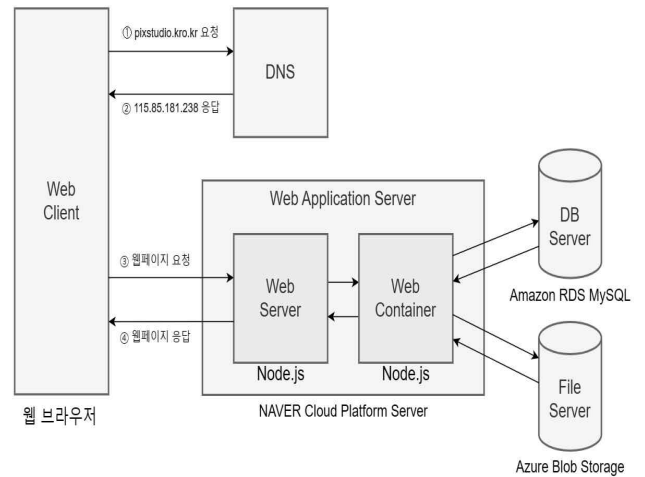 ① pixstudio.kro.kr 요청
DNS
② 115.85.181.238 응답
Web
Client
Web Application Server
③ 웹페이지 요청
Web
Server
Web
Container
④ 웹페이지 응답
Node.js
Node.js
웹 브라우저
NAVER Cloud Platform Server
DB
Server
Amazon RDS MySQL
File
Server
Azure Blob Storage